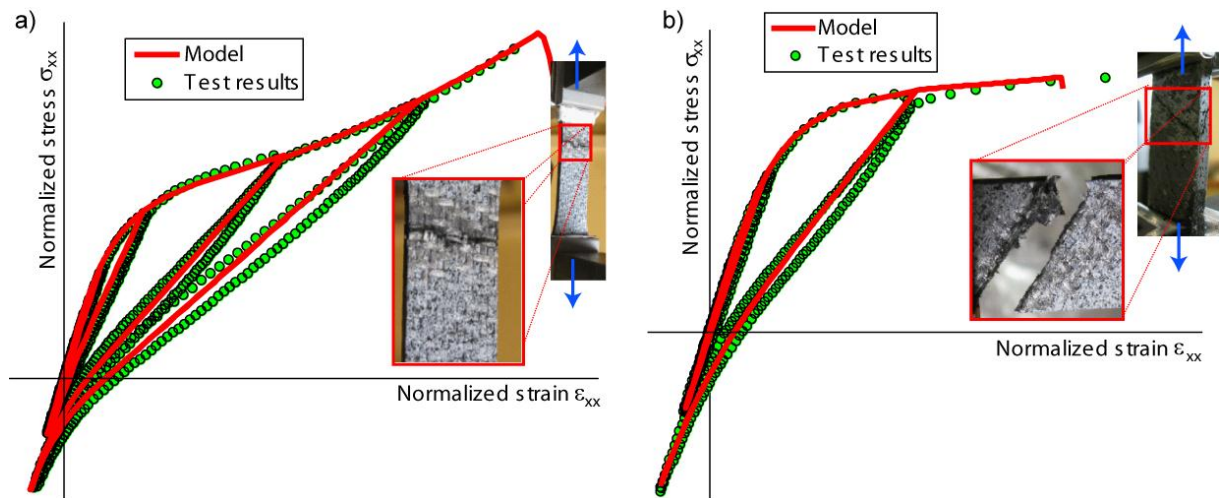 a)
Model
Test results
Normalized stress σxx
Normalized strain εxx
b)
Model
Test results
Normalized stress σxx
Normalized strain εxx